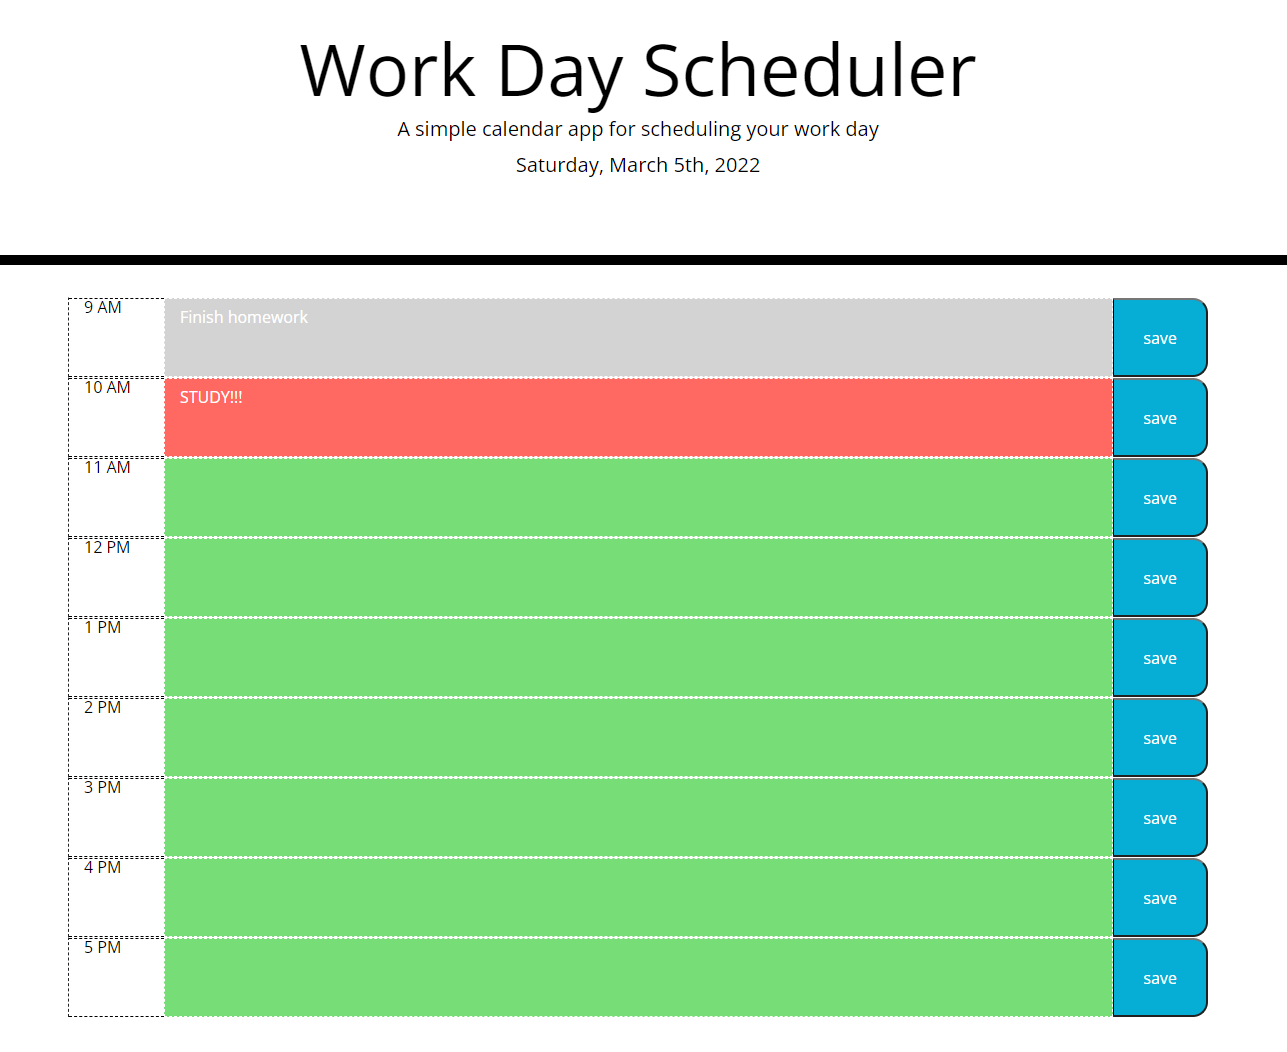 Work Day Scheduler
A simple calendar app for scheduling your work day
Saturday, March 5th, 2022
9 AM
Finish homework
save
10 AM
STUDY!!!
save
11 AM
save
12 PM
save
1 PM
save
2 PM
save
3 PM
save
4 PM
save
5 PM
save